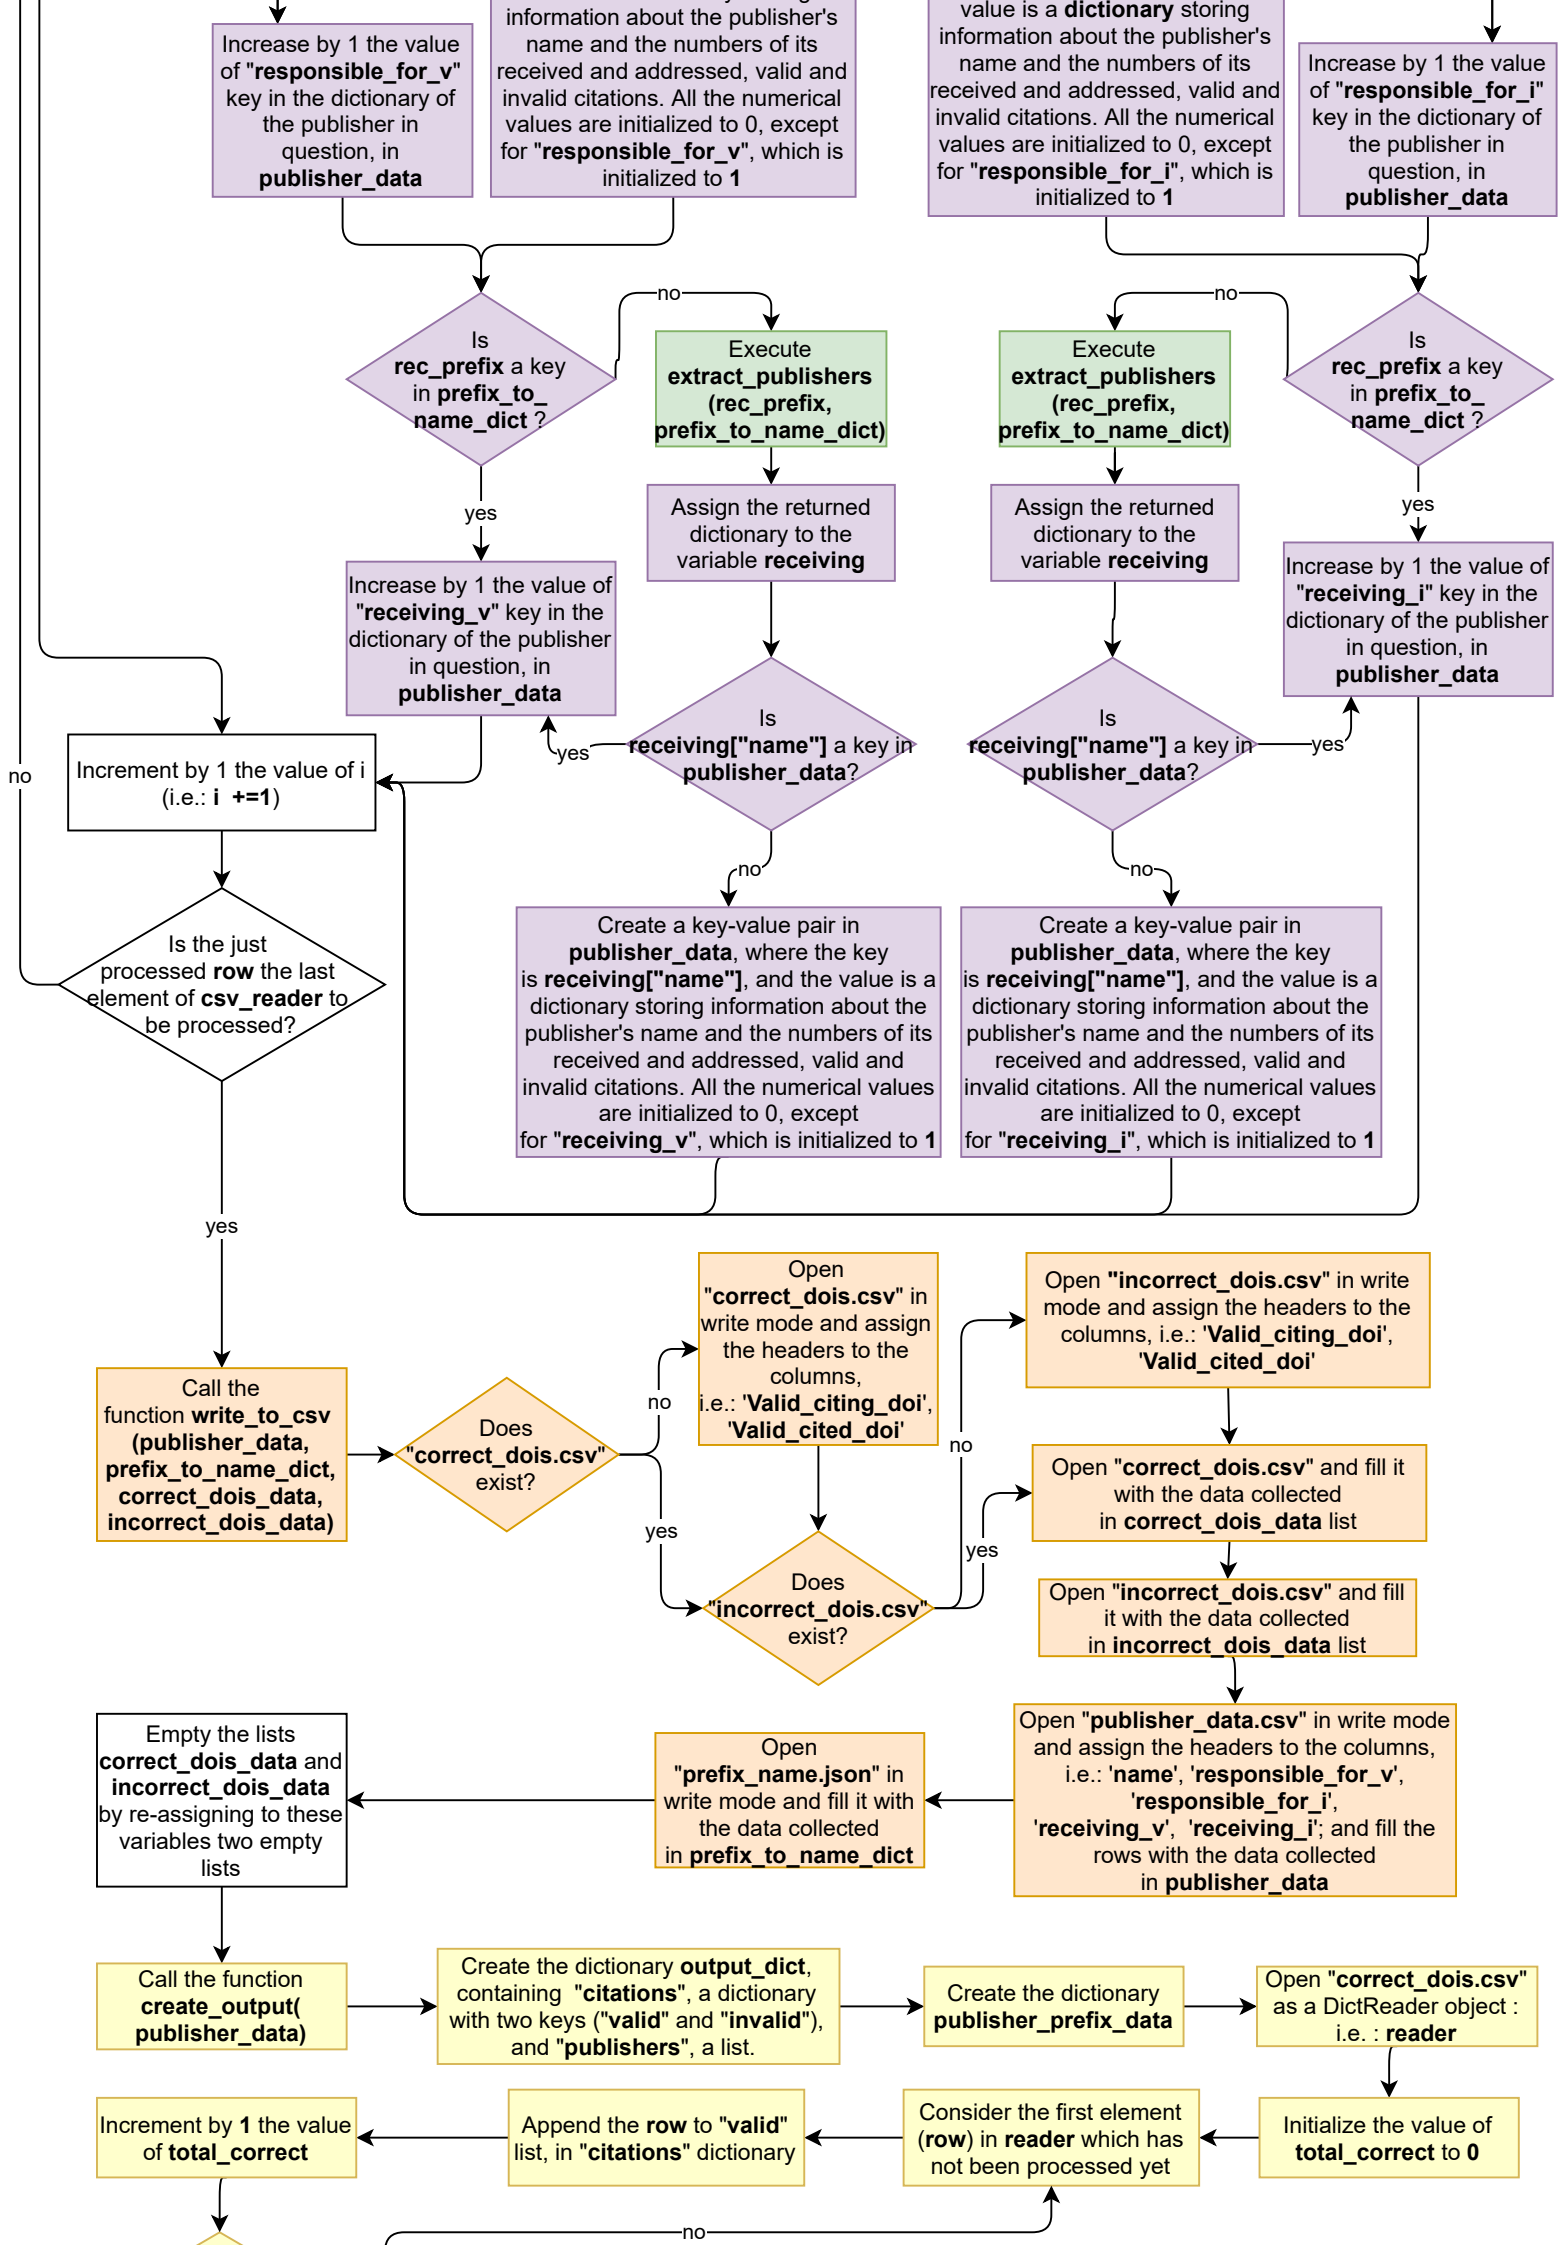 Increase by 1 the value
of "responsible_for_v"
key in the dictionary of
the publisher in
question, in
publisher_data
information about the publisher's
name and the numbers of its
received and addressed, valid and
invalid citations. All the numerical
values are initialized to 0, except
for "responsible_for_v", which is
initialized to 1
value is a dictionary storing
information about the publisher's
name and the numbers of its
received and addressed, valid and
invalid citations. All the numerical
values are initialized to 0, except
for "responsible_for_i", which is
initialized to 1
Increase by 1 the value
of "responsible_for_i"
key in the dictionary of
the publisher in
question, in
publisher_data
Is
rec_prefix a key
in prefix_to_
name_dict ?
no
Execute
extract_publishers
(rec_prefix,
prefix_to_name_dict)
no
Execute
extract_publishers
(rec_prefix,
prefix_to_name_dict)
Is
rec_prefix a key
in prefix_to_
name_dict ?
yes
Assign the returned
dictionary to the
variable receiving
Assign the returned
dictionary to the
variable receiving
yes
Increase by 1 the value of
"receiving_v" key in the
dictionary of the publisher
in question, in
publisher_data
Increase by 1 the value of
"receiving_i" key in the
dictionary of the publisher
in question, in
publisher_data
yes
Is
receiving["name"] a key in
publisher_data?
Is
receiving["name"] a key in
publisher_data?
yes
no
Increment by 1 the value of i
(i.e.: i +=1)
no
no
Is the just
processed row the last
element of csv_reader to
be processed?
Create a key-value pair in
publisher_data, where the key
is receiving["name"], and the value is a
dictionary storing information about the
publisher's name and the numbers of its
received and addressed, valid and
invalid citations. All the numerical values
are initialized to 0, except
for "receiving_v", which is initialized to 1
Create a key-value pair in
publisher_data, where the key
is receiving["name"], and the value is a
dictionary storing information about the
publisher's name and the numbers of its
received and addressed, valid and
invalid citations. All the numerical values
are initialized to 0, except
for "receiving_i", which is initialized to 1
yes
Call the
function write_to_csv
(publisher_data,
prefix_to_name_dict,
correct_dois_data,
incorrect_dois_data)
Does
"correct_dois.csv"
exist?
no
yes
Open
"correct_dois.csv" in
write mode and assign
the headers to the
columns,
i.e.: 'Valid_citing_doi',
'Valid_cited_doi'
Does
"incorrect_dois.csv"
exist?
no
yes
Open "incorrect_dois.csv" in write
mode and assign the headers to the
columns, i.e.: 'Valid_citing_doi',
'Valid_cited_doi'
Open "correct_dois.csv" and fill it
with the data collected
in correct_dois_data list
Open "incorrect_dois.csv" and fill
it with the data collected
in incorrect_dois_data list
Open "publisher_data.csv" in write mode
and assign the headers to the columns,
i.e.: 'name', 'responsible_for_v',
'responsible_for_i',
'receiving_v', 'receiving_i'; and fill the
rows with the data collected
in publisher_data
Open
"prefix_name.json" in
write mode and fill it with
the data collected
in prefix_to_name_dict
Empty the lists
correct_dois_data and
incorrect_dois_data
by re-assigning to these
variables two empty
lists
Call the function
create_output(
publisher_data)
Create the dictionary output_dict,
containing "citations", a dictionary
with two keys ("valid" and "invalid"),
and "publishers", a list.
Create the dictionary
publisher_prefix_data
Open "correct_dois.csv"
as a DictReader object :
i.e. : reader
Initialize the value of
total_correct to 0
Consider the first element
(row) in reader which has
not been processed yet
Append the row to "valid"
list, in "citations" dictionary
Increment by 1 the value
of total_correct
no